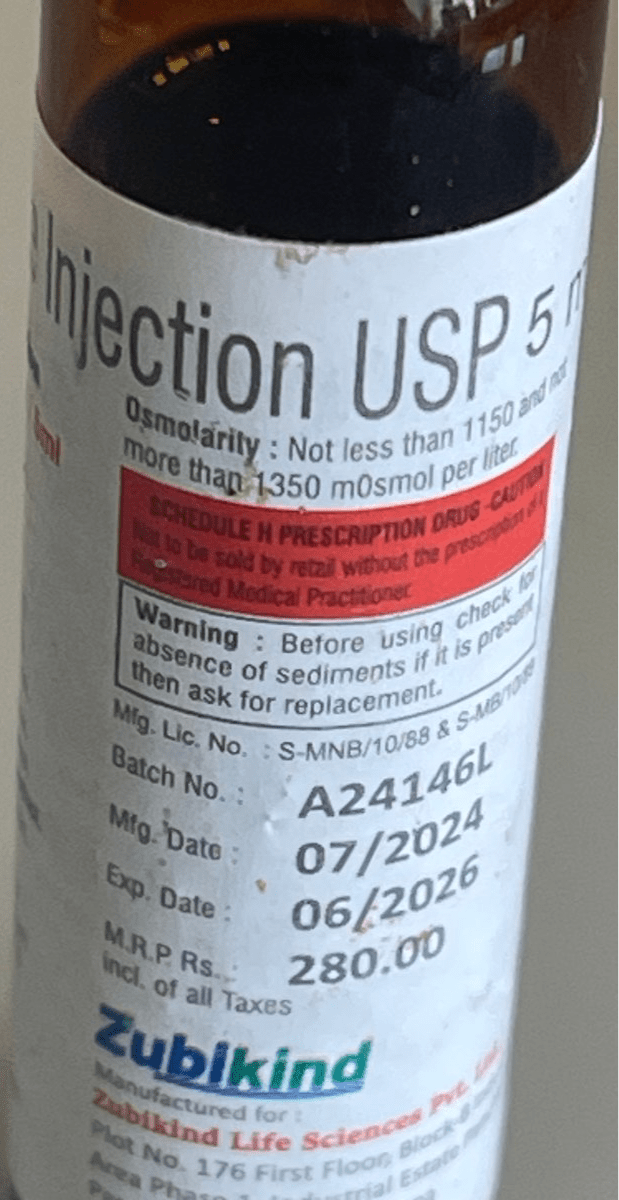 Injection USP 5
Osmolarity : Not less than 1150 and not
more than 1350 m0smol per liter.
SCHEDULE H PRESCRIPTION DRUG -CAUTION
Not to be sold by retail without the prescription of
Registered Medical Practitioner.
Warning : Before using check for
absence of sediments if it is present
then ask for replacement.
Mfg. Lic. No. : S-MNB/10/88 & S-MB/10/89
Batch No. : A24146L
Mfg. Date : 07/2024
Exp. Date : 06/2026
M.R.P. Rs. : 280.00
incl. of all Taxes
Zubikind
Manufactured for :
Zubikind Life Sciences Pvt. Ltd.
Plot No. 176 First Floor, Block-B
Area Phase Industrial Estate